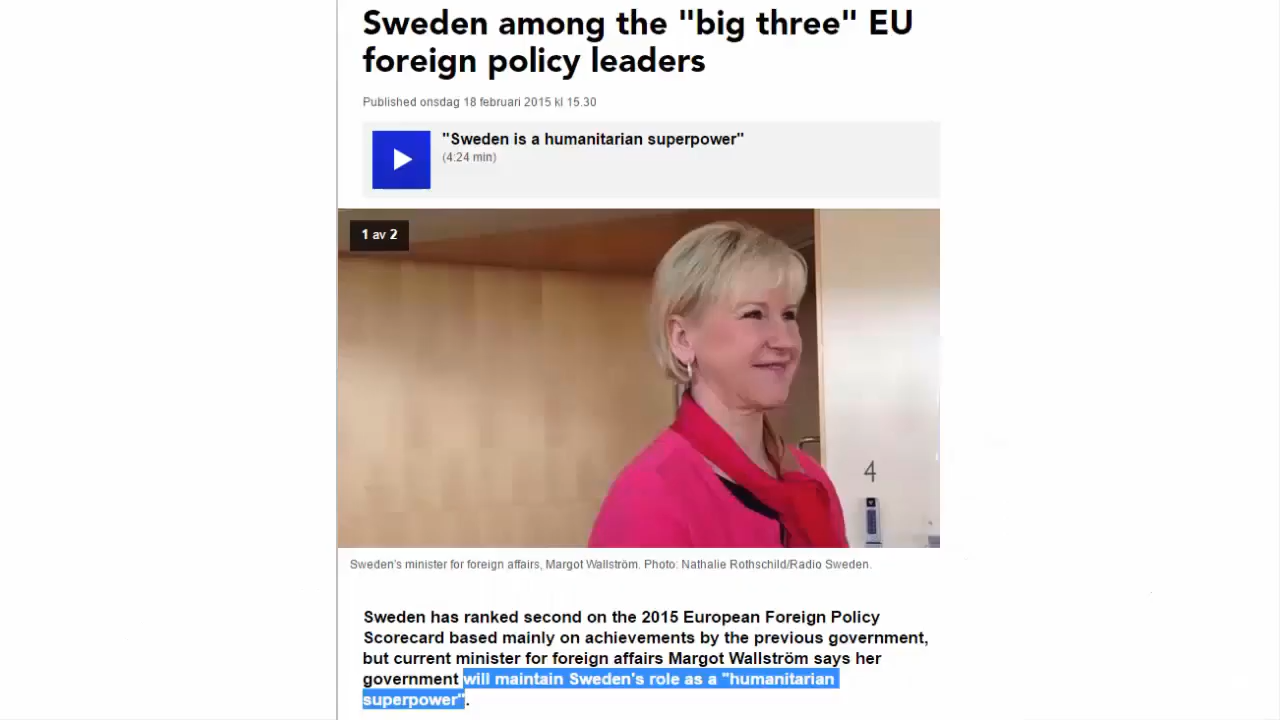 Sweden among the "big three" EU
foreign policy leaders
Published onsdag 18 februari 2015 kl 15.30
"Sweden is a humanitarian superpower"
(4:24 min)
1 av 2
4
Sweden's minister for foreign affairs, Margot Wallström. Photo: Nathalie Rothschild/Radio Sweden.
Sweden has ranked second on the 2015 European Foreign Policy
Scorecard based mainly on achievements by the previous government,
but current minister for foreign affairs Margot Wallström says her
government will maintain Sweden's role as a "humanitarian
superpower".